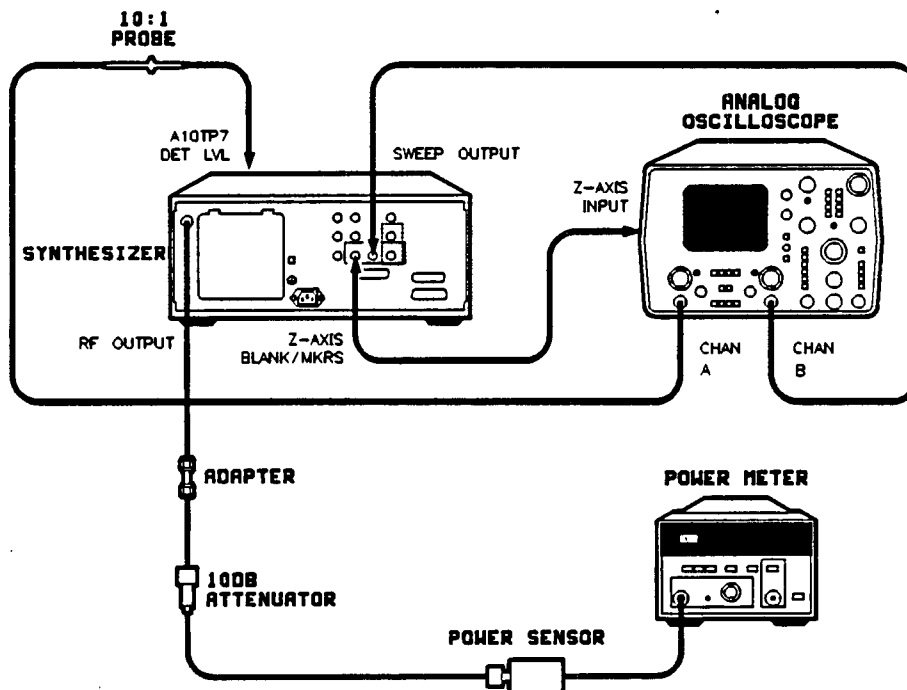 10:1
PROBE
ANALOG
OSCILLOSCOPE
A10TP7
DET LVL
SWEEP OUTPUT
Z-AXIS
INPUT
SYNTHESIZER
RF OUTPUT
Z-AXIS
BLANK/MKRS
CHAN
A
CHAN
B
ADAPTER
POWER METER
10DB
ATTENUATOR
POWER SENSOR